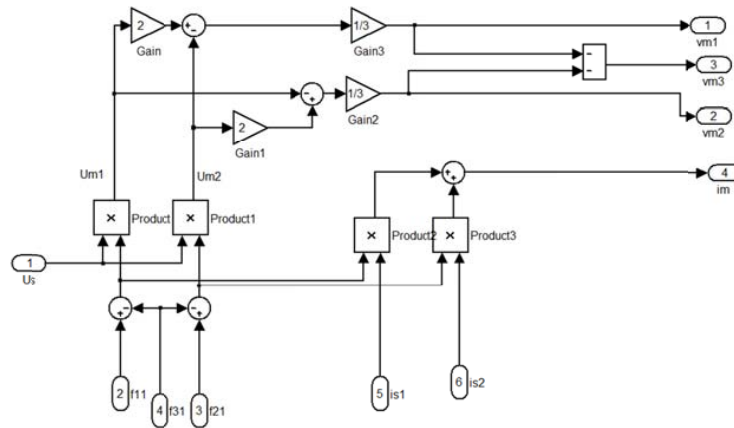 2
Gain
1/3
Gain3
1
vm1
3
vm3
2
Gain1
1/3
Gain2
2
vm2
Um1
Um2
Product
Product1
1
Us
4
im
Product2
Product3
2
f11
4
f31
3
f21
5
is1
6
is2